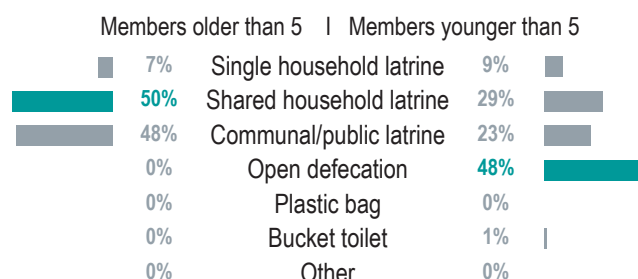 Members older than 5 I Members younger than 5
7% Single household latrine 9%
50% Shared household latrine 29%
48% Communal/public latrine 23%
0% Open defecation 48%
0% Plastic bag 0%
0% Bucket toilet 1%
0% Other 0%